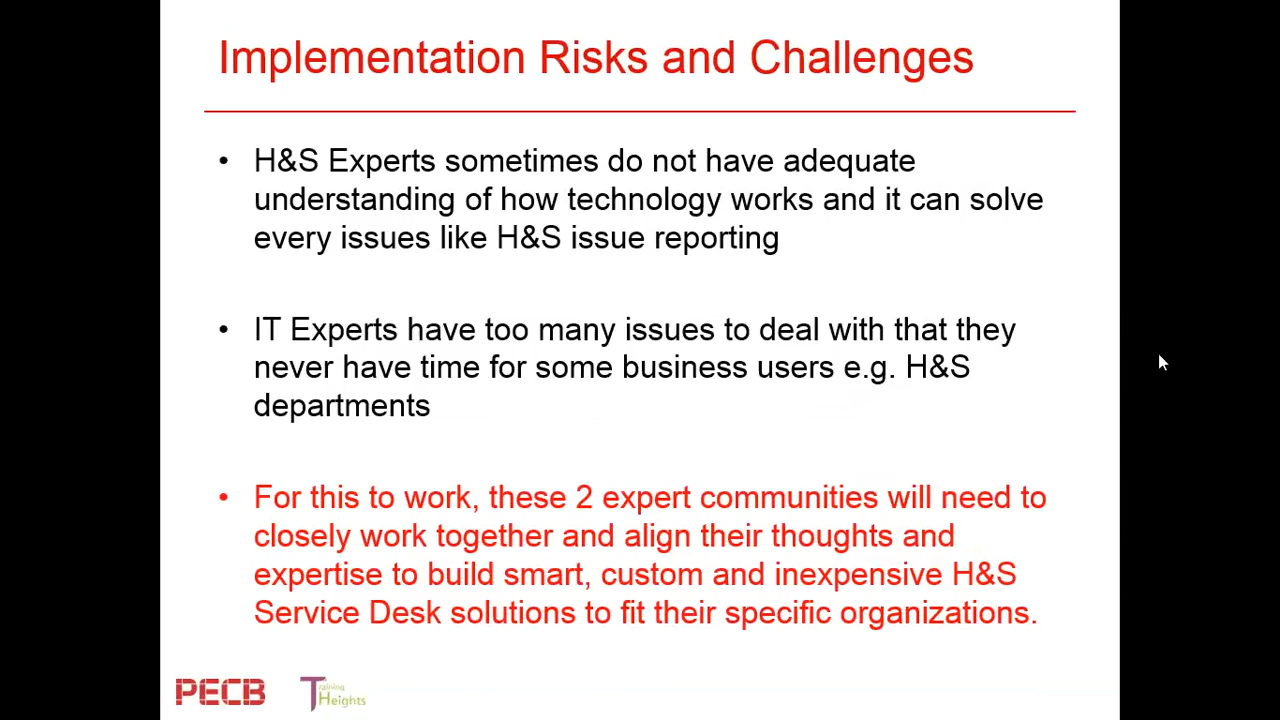 Implementation Risks and Challenges
• H&S Experts sometimes do not have adequate
understanding of how technology works and it can solve
every issues like H&S issue reporting
• IT Experts have too many issues to deal with that they
never have time for some business users e.g. H&S
departments
• For this to work, these 2 expert communities will need to
closely work together and align their thoughts and
expertise to build smart, custom and inexpensive H&S
Service Desk solutions to fit their specific organizations.
PECB
Training
Heights